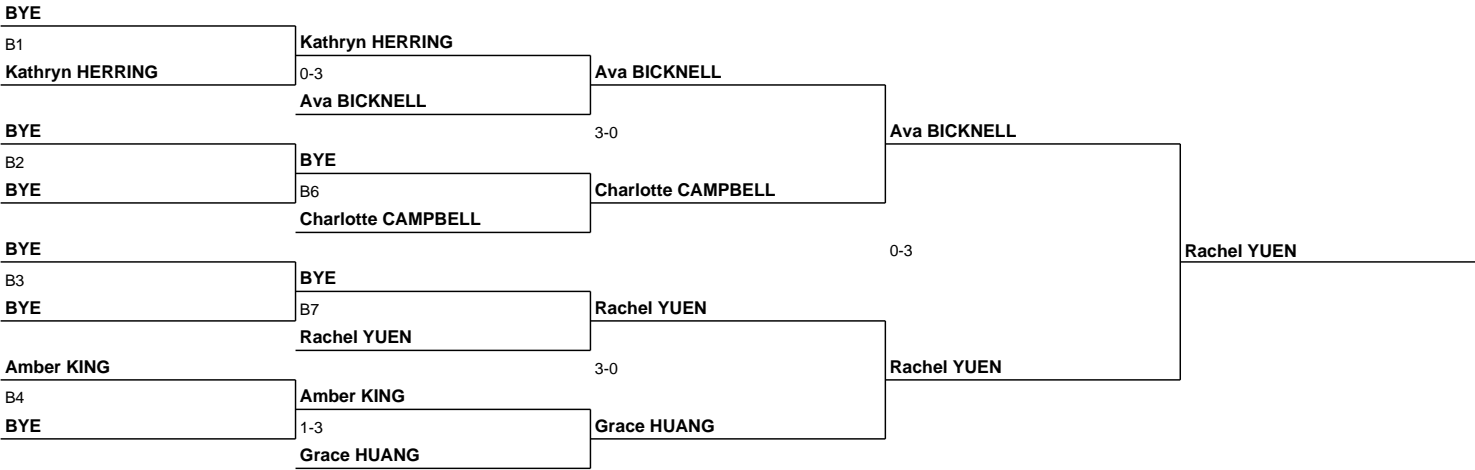 BYE
B1
Kathryn HERRING
Kathryn HERRING
0-3
Ava BICKNELL
Ava BICKNELL
BYE
B2
BYE
BYE
B6
Charlotte CAMPBELL
3-0
Charlotte CAMPBELL
Ava BICKNELL
BYE
B3
BYE
BYE
B7
Rachel YUEN
Rachel YUEN
0-3
Rachel YUEN
Amber KING
B4
BYE
Amber KING
1-3
Grace HUANG
3-0
Grace HUANG
Rachel YUEN